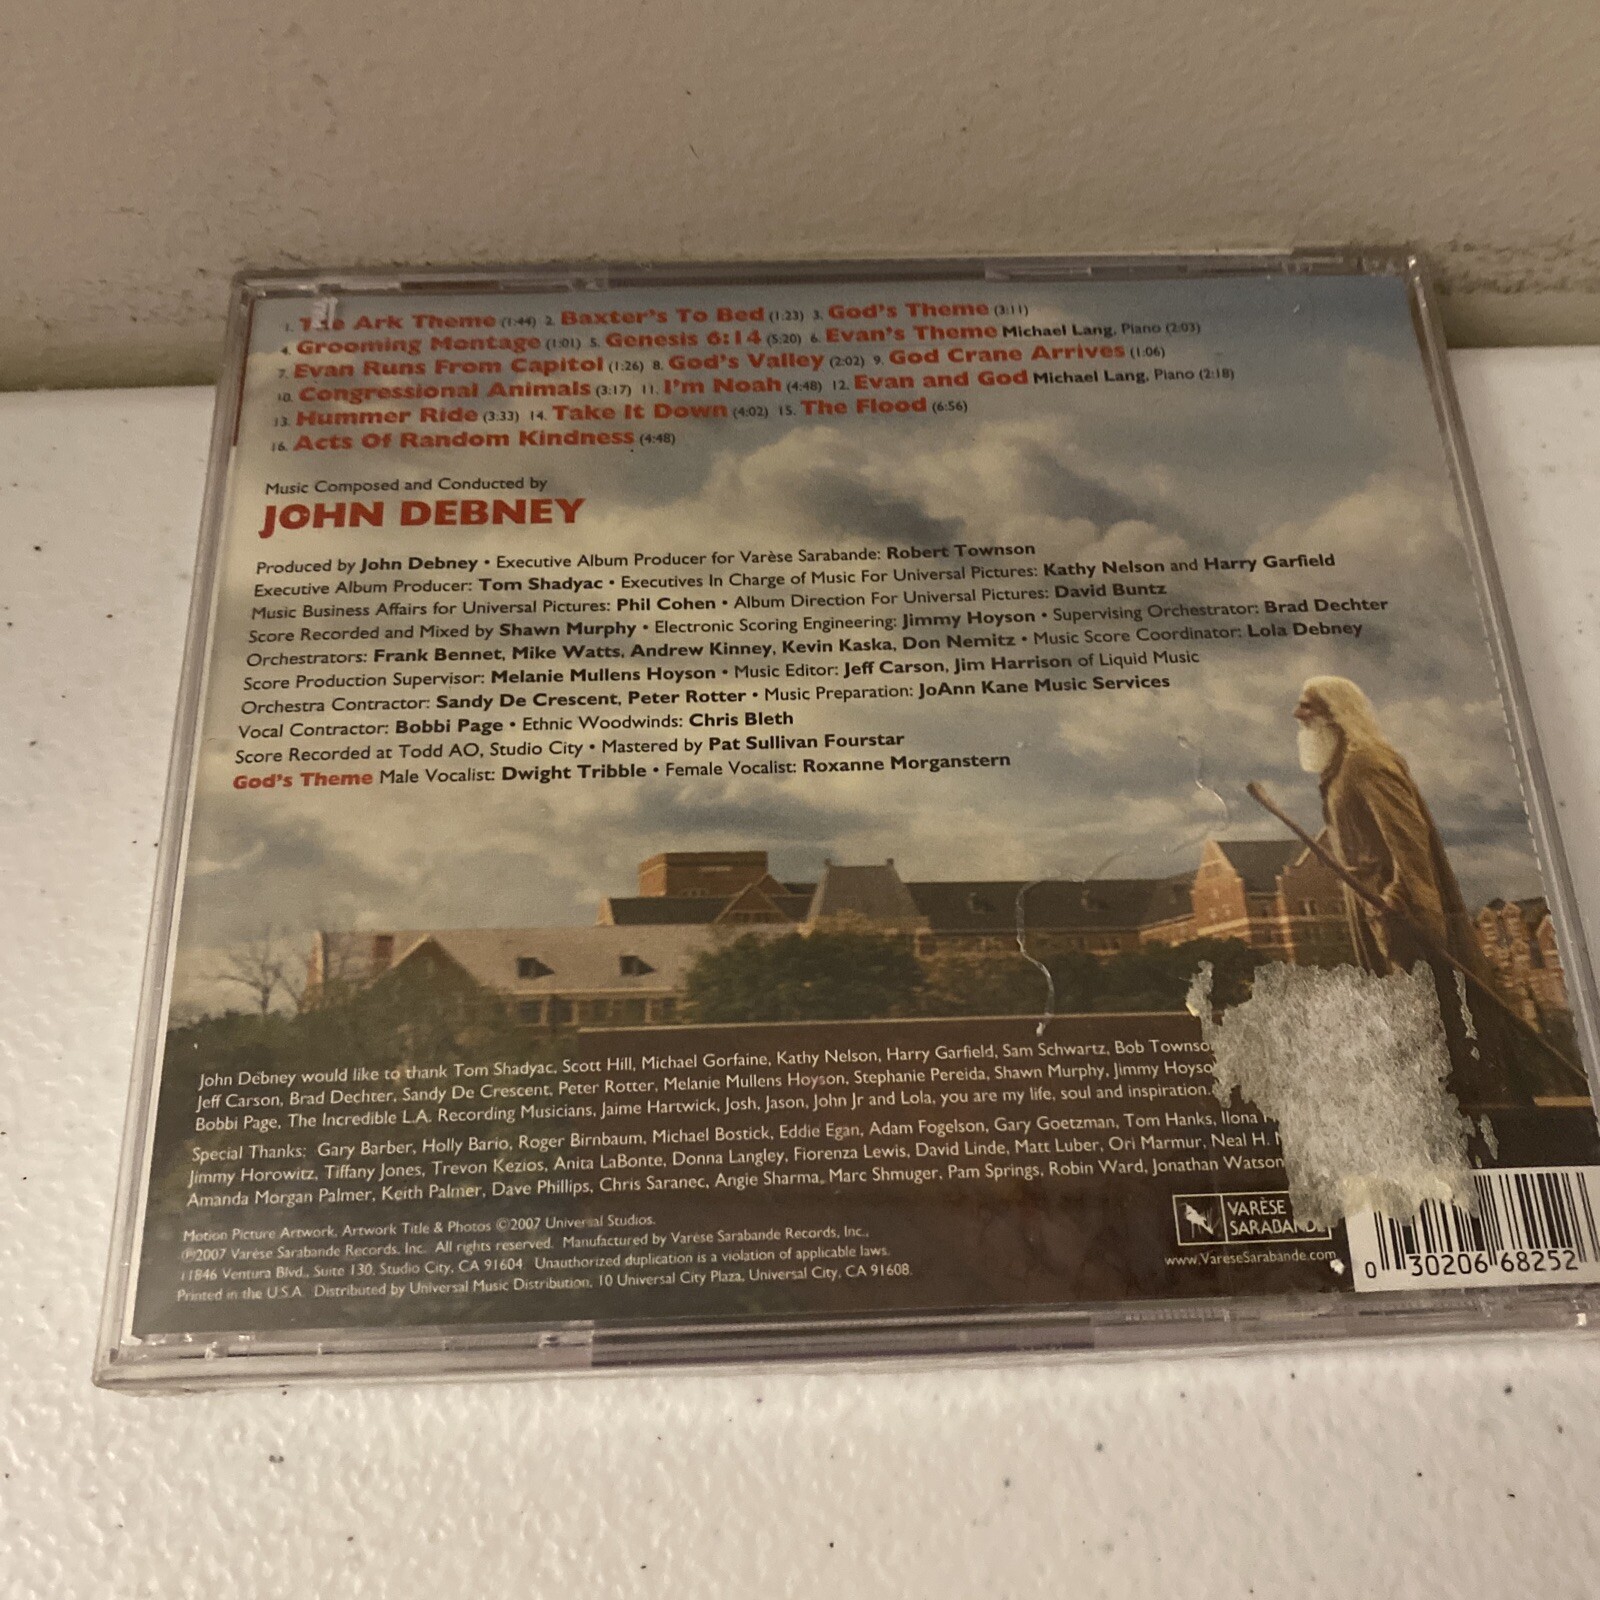 1. The Ark Theme (1:44) 2. Baxter's To Bed (1:23) 3. God's Theme (3:11)
4. Grooming Montage (1:01) 5. Genesis 6:14 (5:20) 6. Evan's Theme Michael Lang, Piano (2:03)
7. Evan Runs From Capitol (1:26) 8. God's Valley (2:02) 9. God Crane Arrives (1:06)
10. Congressional Animals (3:17) 11. I'm Noah (4:48) 12. Evan and God Michael Lang, Piano (2:18)
13. Hummer Ride (3:33) 14. Take It Down (4:02) 15. The Flood (6:56)
16. Acts Of Random Kindness (4:48)
Music Composed and Conducted by
JOHN DEBNEY
Produced by John Debney • Executive Album Producer for Varèse Sarabande: Robert Townson
Executive Album Producer: Tom Shadyac • Executives In Charge of Music For Universal Pictures: Kathy Nelson and Harry Garfield
Music Business Affairs for Universal Pictures: Phil Cohen • Album Direction For Universal Pictures: David Buntz
Score Recorded and Mixed by Shawn Murphy • Electronic Scoring Engineering: Jimmy Hoyson • Supervising Orchestrator: Brad Dechter
Orchestrators: Frank Bennet, Mike Watts, Andrew Kinney, Kevin Kaska, Don Nemitz • Music Score Coordinator: Lola Debney
Score Production Supervisor: Melanie Mullens Hoyson • Music Editor: Jeff Carson, Jim Harrison of Liquid Music
Orchestra Contractor: Sandy De Crescent, Peter Rotter • Music Preparation: JoAnn Kane Music Services
Vocal Contractor: Bobbi Page • Ethnic Woodwinds: Chris Bleth
Score Recorded at Todd AO, Studio City • Mastered by Pat Sullivan Fourstar
God's Theme Male Vocalist: Dwight Tribble • Female Vocalist: Roxanne Morganstern
John Debney would like to thank Tom Shadyac, Scott Hill, Michael Gorfaine, Kathy Nelson, Harry Garfield, Sam Schwartz, Bob Townso
Jeff Carson, Brad Dechter, Sandy De Crescent, Peter Rotter, Melanie Mullens Hoyson, Stephanie Pereida, Shawn Murphy, Jimmy Hoyso
Bobbi Page, The Incredible L.A. Recording Musicians, Jaime Hartwick, Josh, Jason, John Jr and Lola, you are my life, soul and inspiration.
Special Thanks: Gary Barber, Holly Bario, Roger Birnbaum, Michael Bostick, Eddie Egan, Adam Fogelson, Gary Goetzman, Tom Hanks, Ilona
Jimmy Horowitz, Tiffany Jones, Trevon Kezios, Anita LaBonte, Donna Langley, Fiorenza Lewis, David Linde, Matt Luber, Ori Marmur, Neal H.
Amanda Morgan Palmer, Keith Palmer, Dave Phillips, Chris Saranec, Angie Sharma, Marc Shmuger, Pam Springs, Robin Ward, Jonathan Watson
Motion Picture Artwork, Artwork Title & Photos ©2007 Universal Studios.
℗2007 Varèse Sarabande Records, Inc. All rights reserved. Manufactured by Varèse Sarabande Records, Inc.,
11846 Ventura Blvd., Suite 130, Studio City, CA 91604 Unauthorized duplication is a violation of applicable laws.
Printed in the U.S.A. Distributed by Universal Music Distribution, 10 Universal City Plaza, Universal City, CA 91608.
VARÈSE
SARABANDE
www.VareseSarabande.com
0 30206 68252